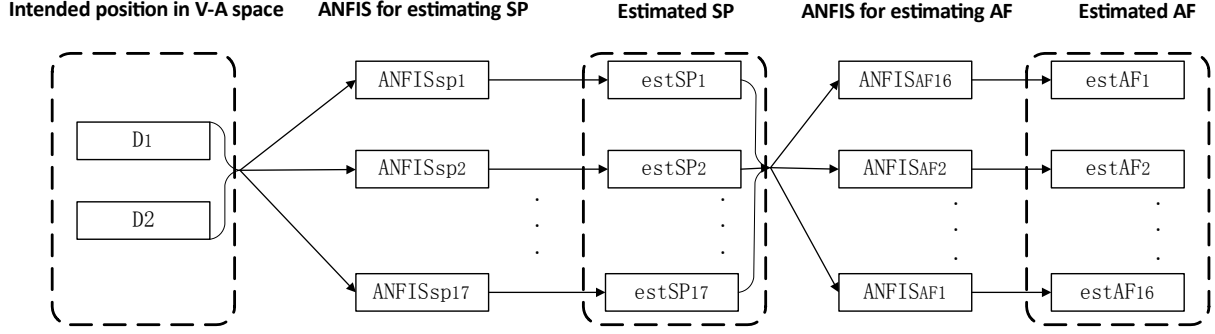 Intended position in V-A space
ANFIS for estimating SP
Estimated SP
ANFIS for estimating AF
Estimated AF
D1
D2
ANFISsp1
ANFISsp2
ANFISsp17
estSP1
estSP2
estSP17
ANFISAF16
ANFISAF2
ANFISAF1
estAF1
estAF2
estAF16